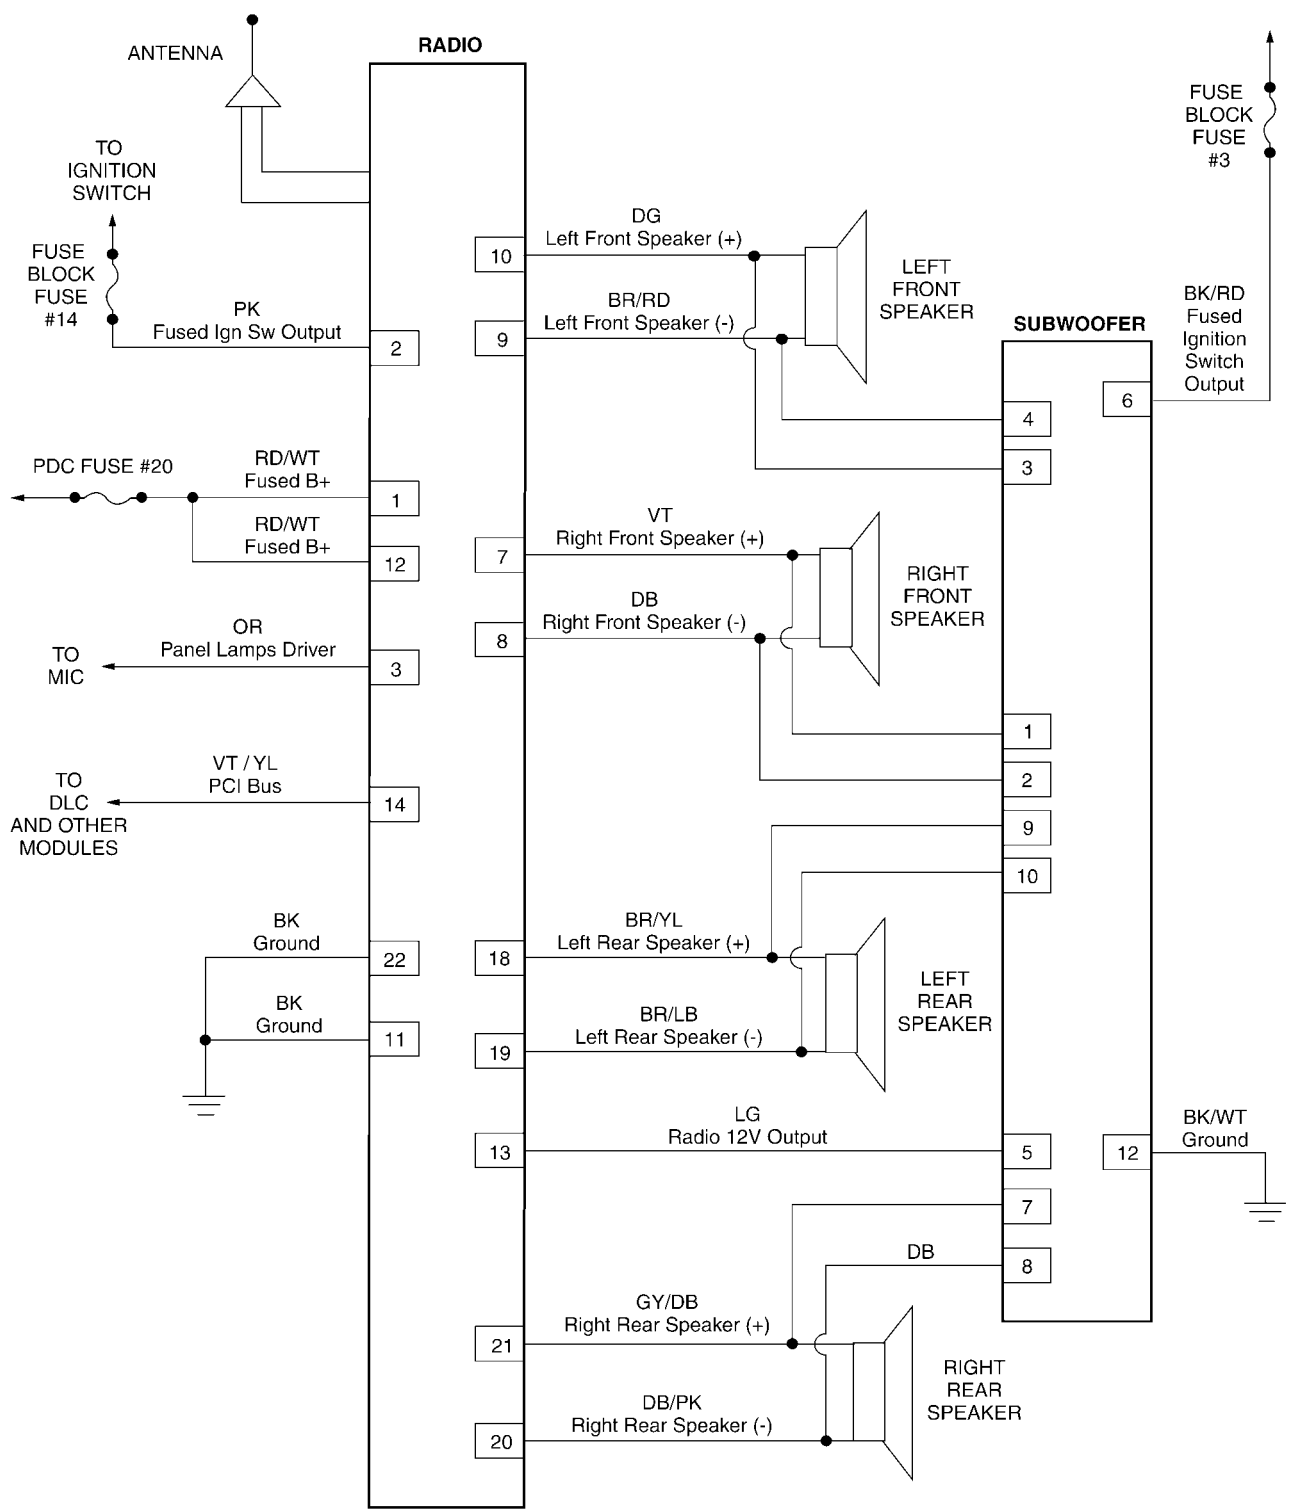 RADIO
ANTENNA
TO
IGNITION
SWITCH
FUSE
BLOCK
FUSE
#14
PK
Fused Ign Sw Output
2
PDC FUSE #20
RD/WT
Fused B+
1
RD/WT
Fused B+
12
OR
Panel Lamps Driver
TO
MIC
3
VT / YL
PCI Bus
TO
DLC
AND OTHER
MODULES
14
BK
Ground
22
BK
Ground
11
DG
Left Front Speaker (+)
10
BR/RD
Left Front Speaker (-)
9
LEFT
FRONT
SPEAKER
VT
Right Front Speaker (+)
7
DB
Right Front Speaker (-)
8
RIGHT
FRONT
SPEAKER
BR/YL
Left Rear Speaker (+)
18
BR/LB
Left Rear Speaker (-)
19
LEFT
REAR
SPEAKER
LG
Radio 12V Output
13
GY/DB
Right Rear Speaker (+)
21
DB/PK
Right Rear Speaker (-)
20
RIGHT
REAR
SPEAKER
DB
SUBWOOFER
4
3
1
2
9
10
5
7
8
6
12
FUSE
BLOCK
FUSE
#3
BK/RD
Fused
Ignition
Switch
Output
BK/WT
Ground